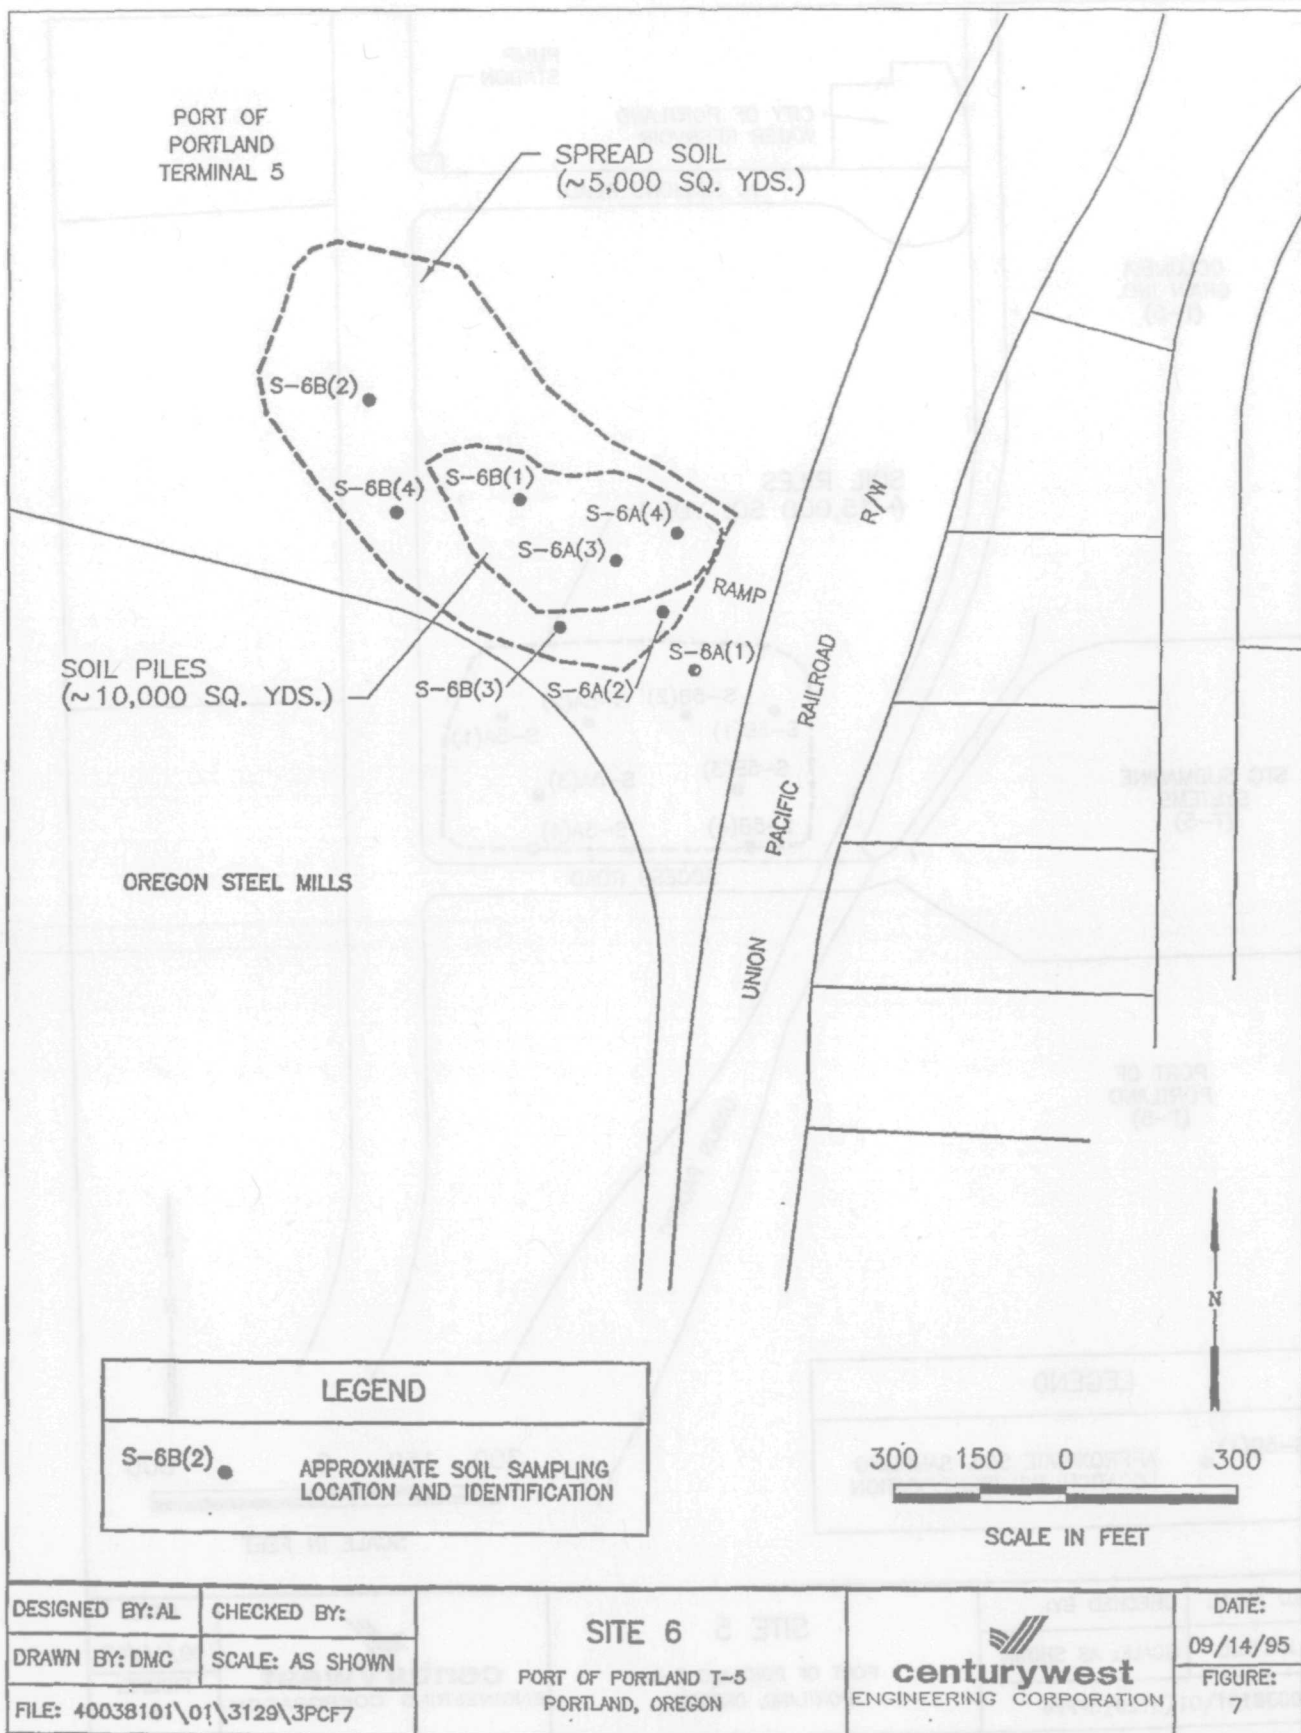 PORT OF
PORTLAND
TERMINAL 5
SPREAD SOIL
(~5,000 SQ. YDS.)
S-6B(2)
S-6B(4)
S-6B(1)
S-6A(4)
S-6A(3)
R/W
RAMP
SOIL PILES
(~10,000 SQ. YDS.)
S-6B(3)
S-6A(2)
S-6A(1)
RAILROAD
PACIFIC
UNION
OREGON STEEL MILLS
N
LEGEND
S-6B(2)
APPROXIMATE SOIL SAMPLING
LOCATION AND IDENTIFICATION
300 150 0 300
SCALE IN FEET
DESIGNED BY: AL
CHECKED BY:
DRAWN BY: DMC
SCALE: AS SHOWN
FILE: 40038101\01\3129\3PCF7
SITE 6
PORT OF PORTLAND T-5
PORTLAND, OREGON
centurywest
ENGINEERING CORPORATION
DATE:
09/14/95
FIGURE:
7